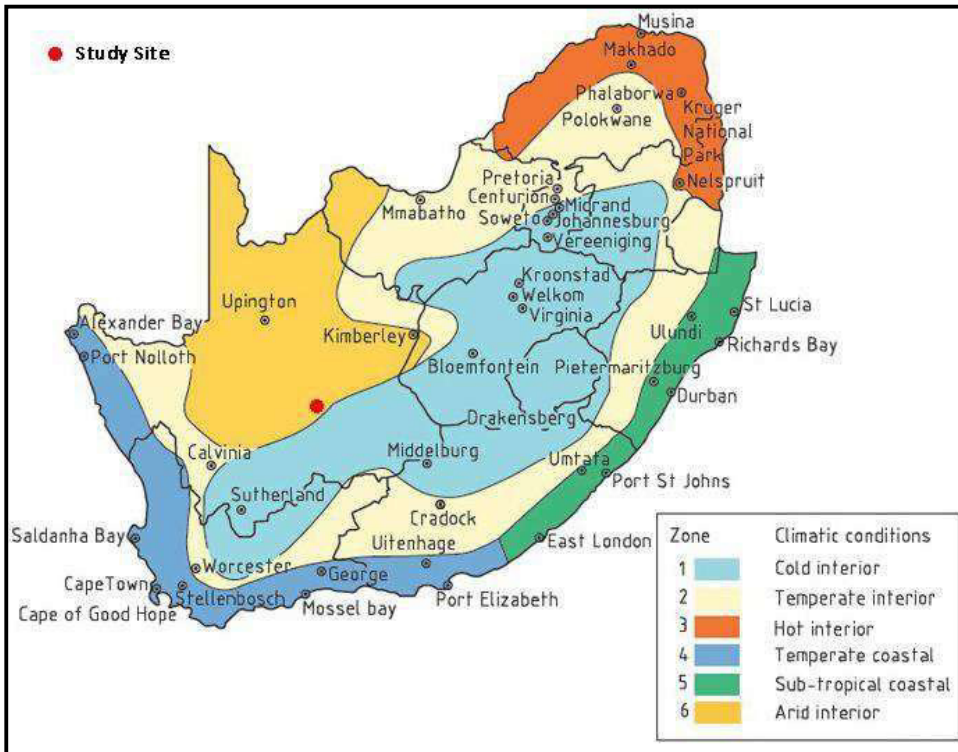 Study Site
Musina
Makhado
Phalaborwa
Polokwane
Kruger
National
Park
Nelspruit
Pretoria
Centurion
Mmabatho
Midrand
Soweto
Johannesburg
Vereeniging
Kroonstad
Welkom
Virginia
Upington
Kimberley
Bloemfontein
Alexander Bay
Port Nolloth
St Lucia
Ulundi
Richards Bay
Pietermaritzburg
Durban
Drakensberg
Calvinia
Middelburg
Umtata
Port St Johns
Sutherland
Cradock
Saldanha Bay
Uitenhage
East London
Worcester
George
CapeTown
Stellenbosch
Mossel bay
Port Elizabeth
Cape of Good Hope
Zone Climatic conditions
1 Cold interior
2 Temperate interior
3 Hot interior
4 Temperate coastal
5 Sub-tropical coastal
6 Arid interior